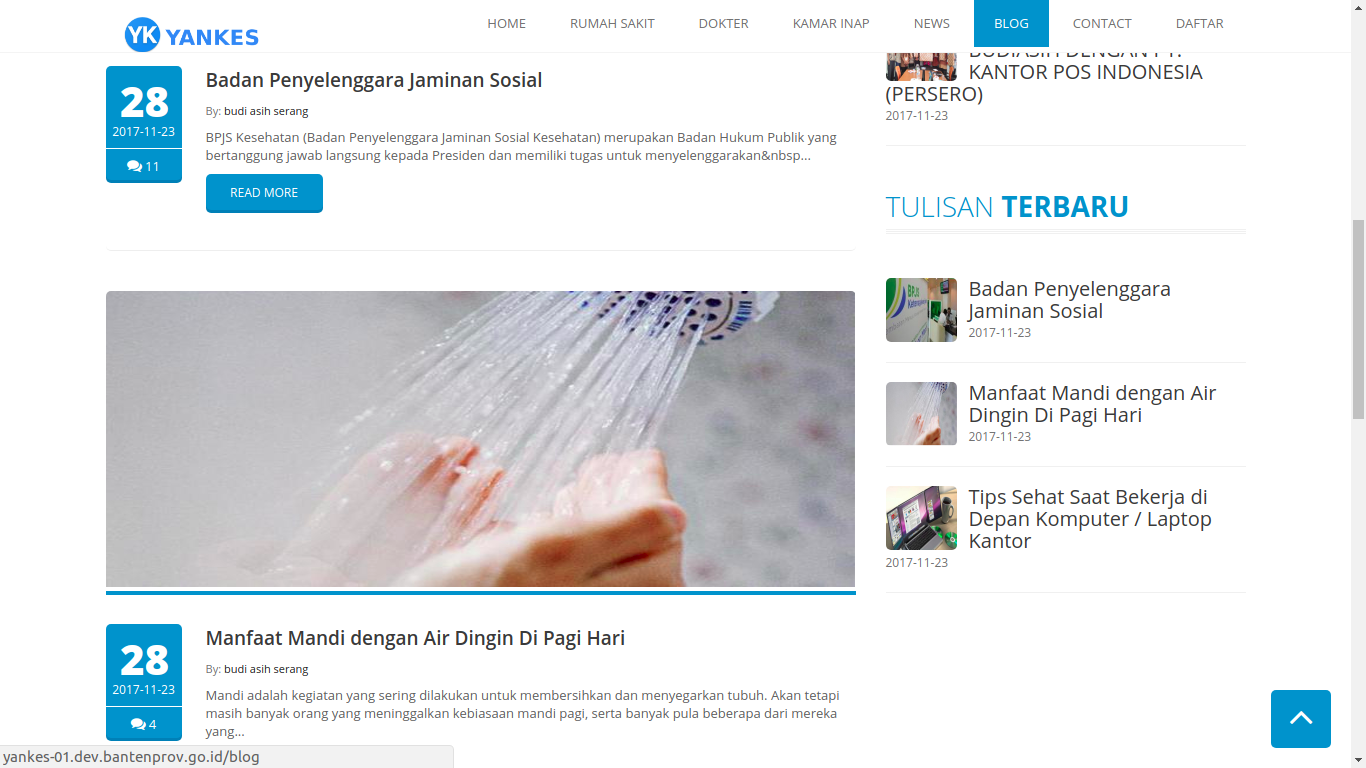 YK YANKES
HOME RUMAH SAKIT DOKTER KAMAR INAP NEWS BLOG CONTACT DAFTAR
28
2017-11-23
11
Badan Penyelenggara Jaminan Sosial
By: budi asih serang
BPJS Kesehatan (Badan Penyelenggara Jaminan Sosial Kesehatan) merupakan Badan Hukum Publik yang
bertanggung jawab langsung kepada Presiden dan memiliki tugas untuk menyelenggarakan&nbsp...
READ MORE
28
2017-11-23
4
Manfaat Mandi dengan Air Dingin Di Pagi Hari
By: budi asih serang
Mandi adalah kegiatan yang sering dilakukan untuk membersihkan dan menyegarkan tubuh. Akan tetapi
masih banyak orang yang meninggalkan kebiasaan mandi pagi, serta banyak pula beberapa dari mereka
yang...
BUDIASIH DENGAN PT.
KANTOR POS INDONESIA
(PERSERO)
2017-11-23
TULISAN TERBARU
BPJS
Badan Penyelenggara
Jaminan Sosial
2017-11-23
Manfaat Mandi dengan Air
Dingin Di Pagi Hari
2017-11-23
Tips Sehat Saat Bekerja di
Depan Komputer / Laptop
Kantor
2017-11-23
yankes-01.dev.bantenprov.go.id/blog